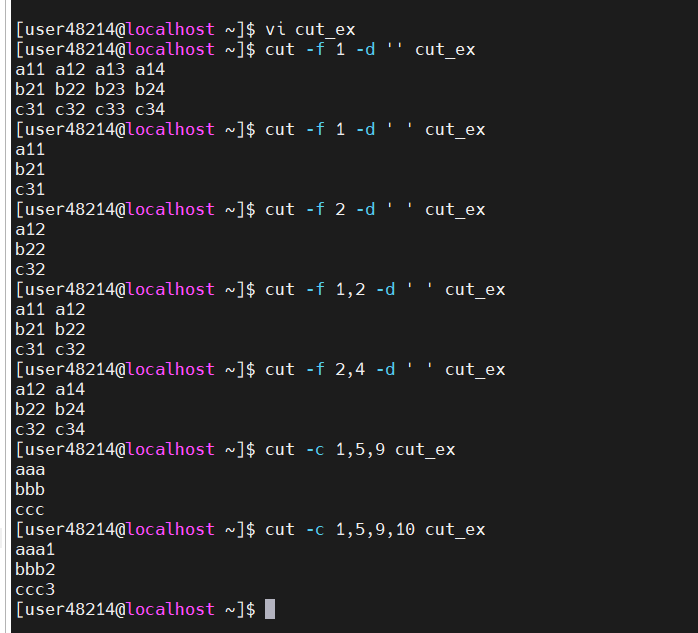 [user48214@localhost ~]$ vi cut_ex
[user48214@localhost ~]$ cut -f 1 -d '' cut_ex
a11 a12 a13 a14
b21 b22 b23 b24
c31 c32 c33 c34
[user48214@localhost ~]$ cut -f 1 -d ' ' cut_ex
a11
b21
c31
[user48214@localhost ~]$ cut -f 2 -d ' ' cut_ex
a12
b22
c32
[user48214@localhost ~]$ cut -f 1,2 -d ' ' cut_ex
a11 a12
b21 b22
c31 c32
[user48214@localhost ~]$ cut -f 2,4 -d ' ' cut_ex
a12 a14
b22 b24
c32 c34
[user48214@localhost ~]$ cut -c 1,5,9 cut_ex
aaa
bbb
ccc
[user48214@localhost ~]$ cut -c 1,5,9,10 cut_ex
aaa1
bbb2
ccc3
[user48214@localhost ~]$